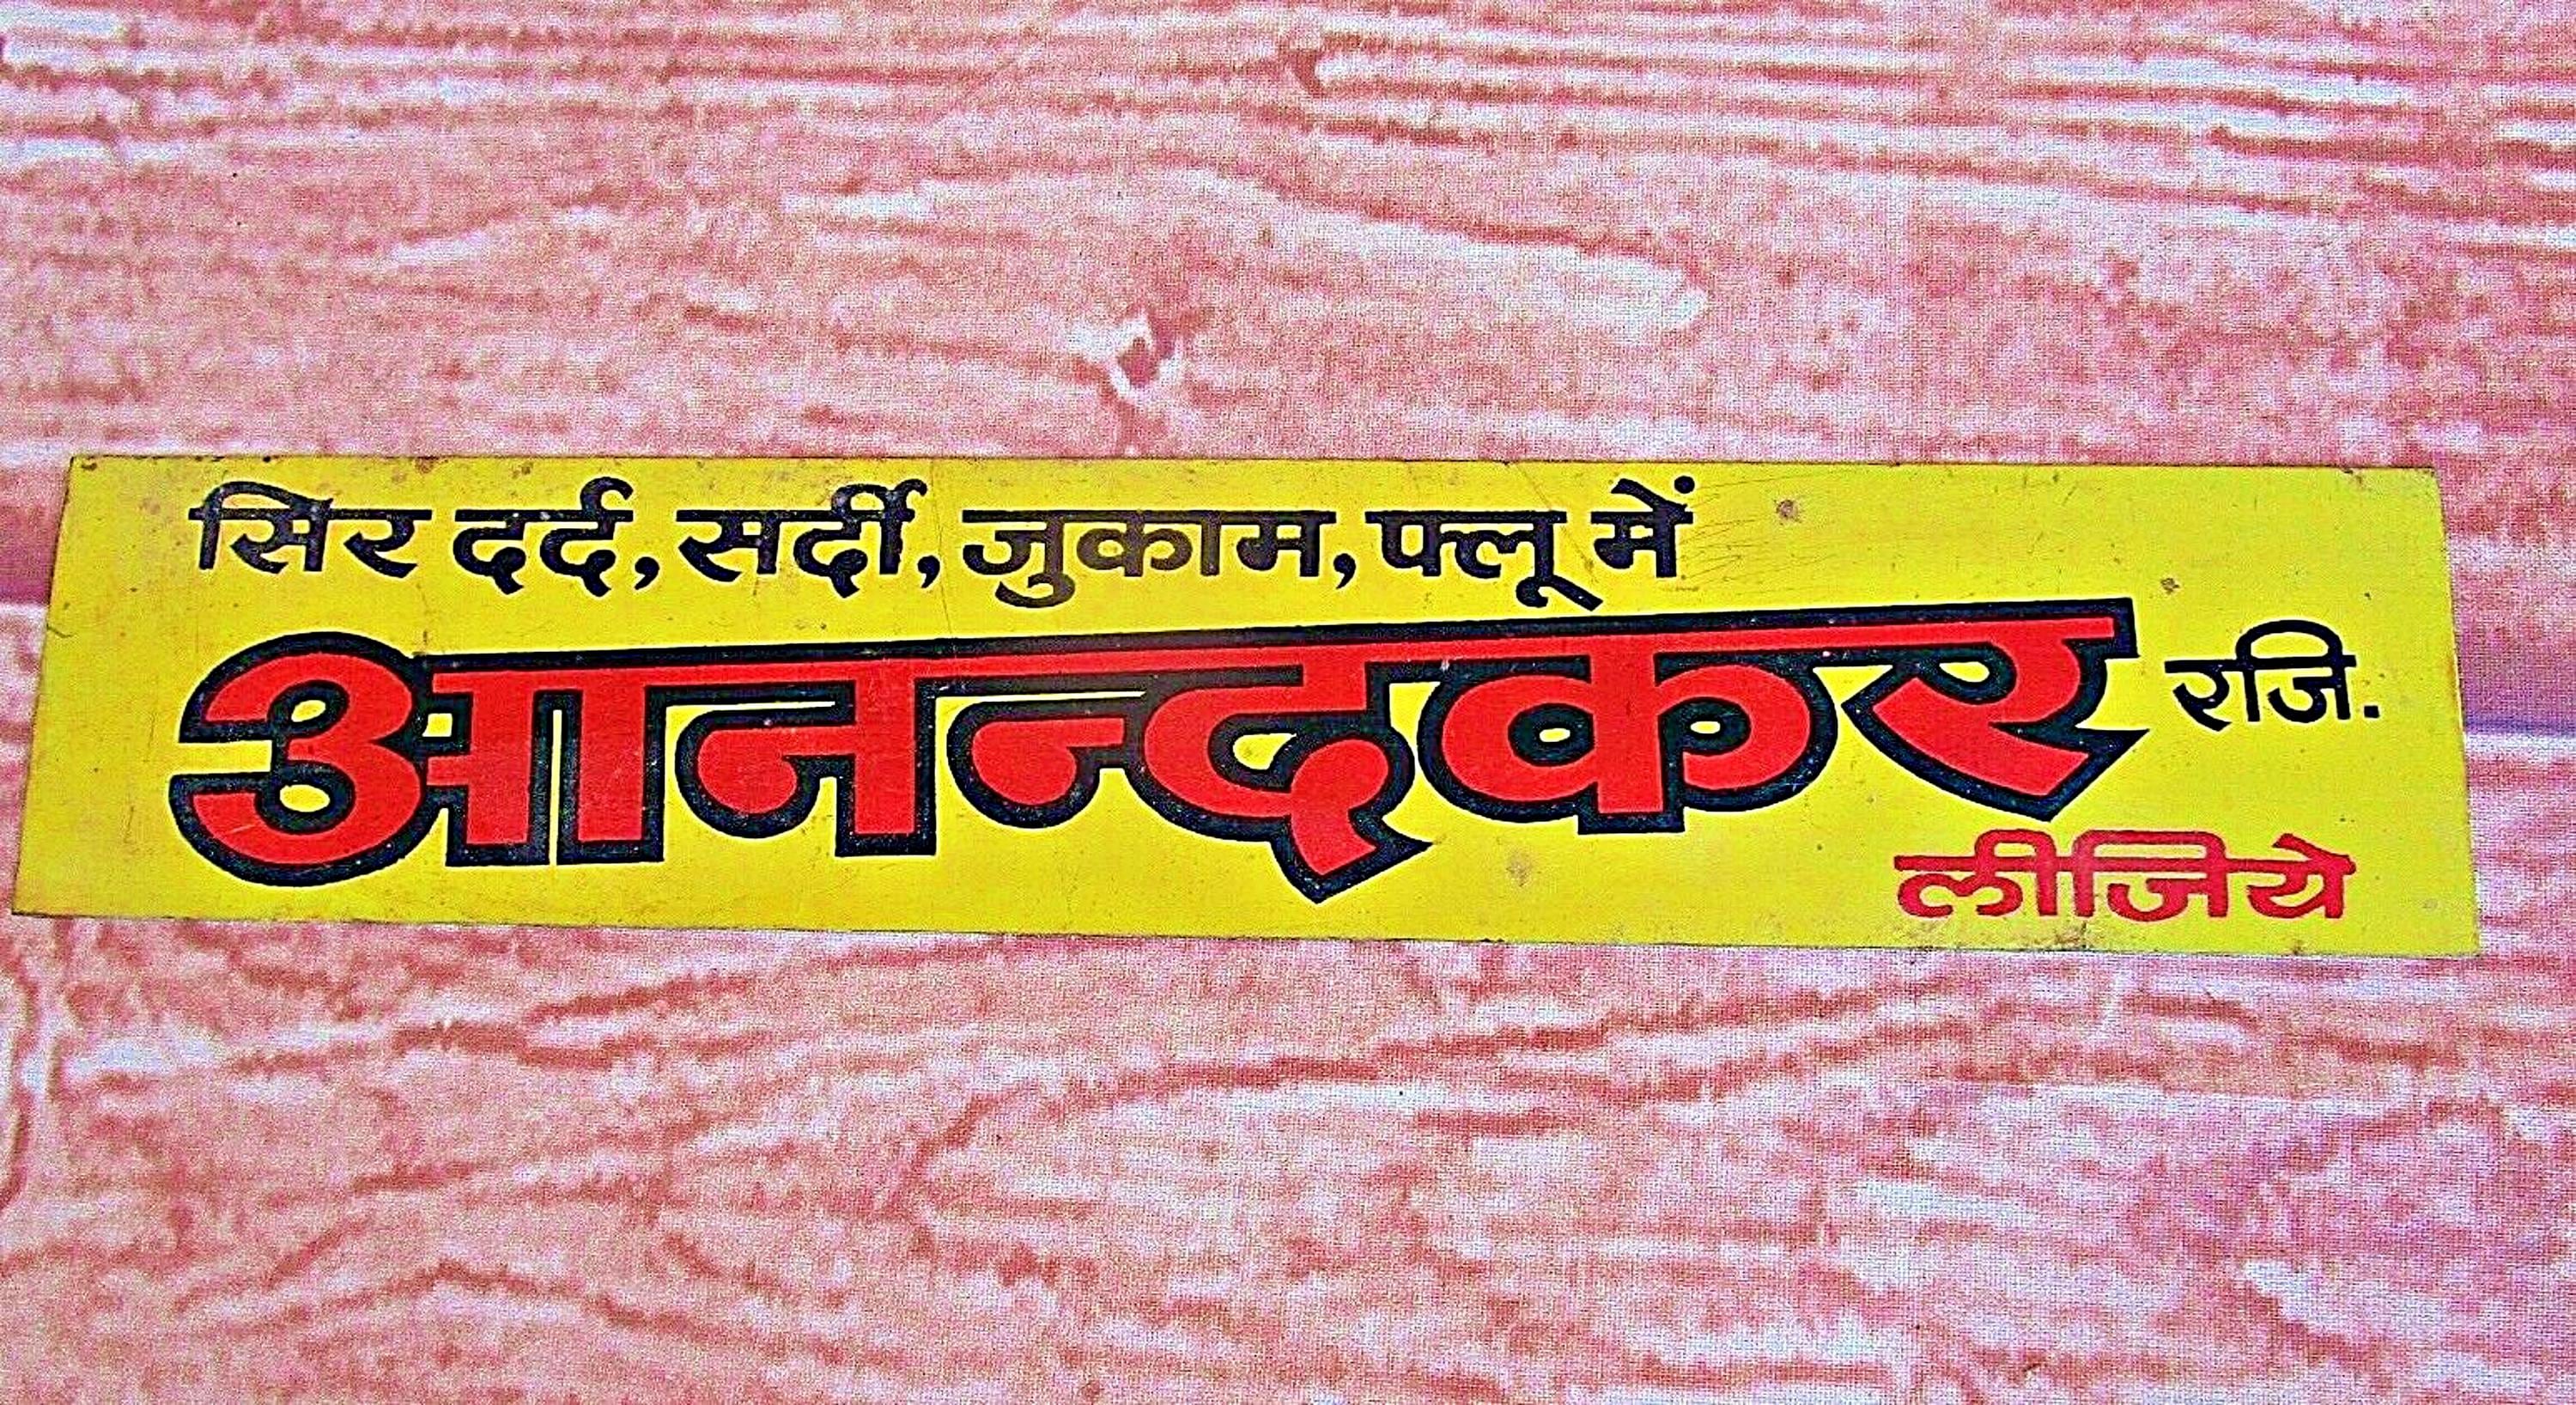 सिर दर्द, सर्दी, जुकाम, फ्लू में
आनन्दकर रजि.
लीजिये